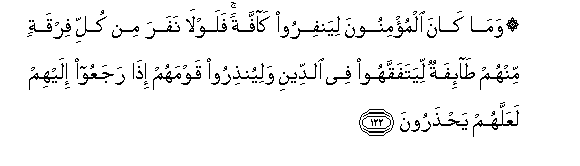 ۞ وَمَا كَانَ ٱلْمُؤْمِنُونَ لِيَنفِرُوا۟ كَآفَّةً ۚ فَلَوْلَا نَفَرَ مِن كُلِّ فِرْقَةٍ
مِّنْهُمْ طَآئِفَةٌ لِّيَتَفَقَّهُوا۟ فِى ٱلدِّينِ وَلِيُنذِرُوا۟ قَوْمَهُمْ إِذَا رَجَعُوٓا۟ إِلَيْهِمْ
لَعَلَّهُمْ يَحْذَرُونَ ١٢٢